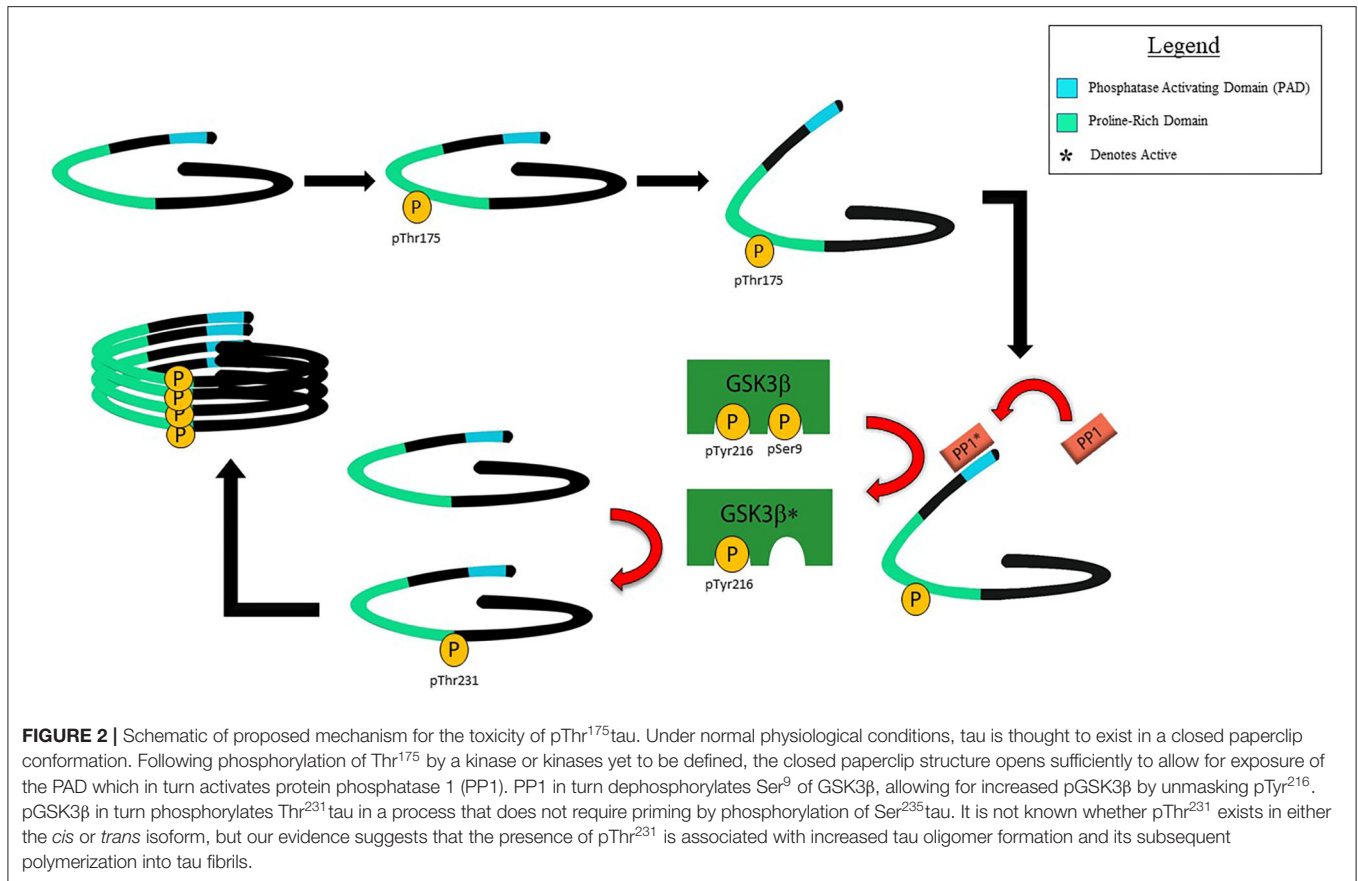 Legend
Phosphatase Activating Domain (PAD)
Proline-Rich Domain
* Denotes Active
P
pThr175
P
pThr175
P
P
P
P
GSK3β
P
P
pTyr216
pSer9
PP1*
PP1
GSK3β*
P
pTyr216
P
P
pThr231
FIGURE 2 | Schematic of proposed mechanism for the toxicity of pThr¹⁷⁵tau. Under normal physiological conditions, tau is thought to exist in a closed paperclip
conformation. Following phosphorylation of Thr¹⁷⁵ by a kinase or kinases yet to be defined, the closed paperclip structure opens sufficiently to allow for exposure of
the PAD which in turn activates protein phosphatase 1 (PP1). PP1 in turn dephosphorylates Ser⁹ of GSK3β, allowing for increased pGSK3β by unmasking pTyr²¹⁶.
pGSK3β in turn phosphorylates Thr²³¹tau in a process that does not require priming by phosphorylation of Ser²³⁵tau. It is not known whether pThr²³¹ exists in either
the cis or trans isoform, but our evidence suggests that the presence of pThr²³¹ is associated with increased tau oligomer formation and its subsequent
polymerization into tau fibrils.